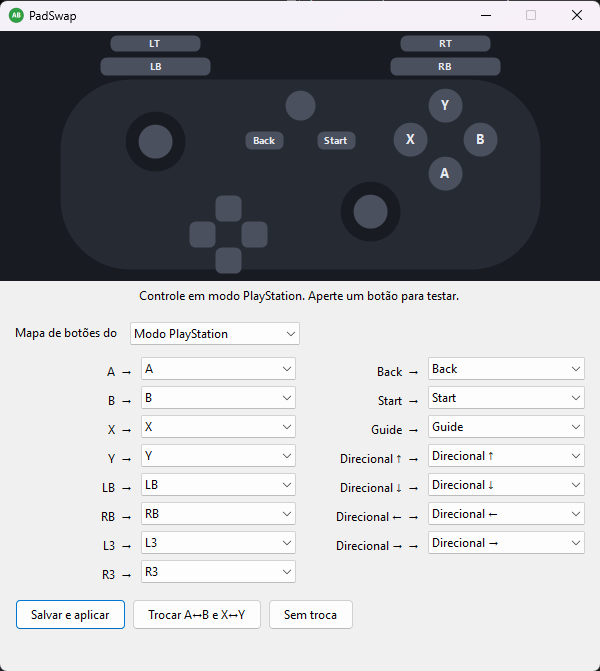 AB PadSwap
LT RT
LB RB
Y
Back Start X B
A
Controle em modo PlayStation. Aperte um botão para testar.
Mapa de botões do Modo PlayStation
A → A Back → Back
B → B Start → Start
X → X Guide → Guide
Y → Y Direcional ↑ → Direcional ↑
LB → LB Direcional ↓ → Direcional ↓
RB → RB Direcional ← → Direcional ←
L3 → L3 Direcional → → Direcional →
R3 → R3
Salvar e aplicar Trocar A↔B e X↔Y Sem troca